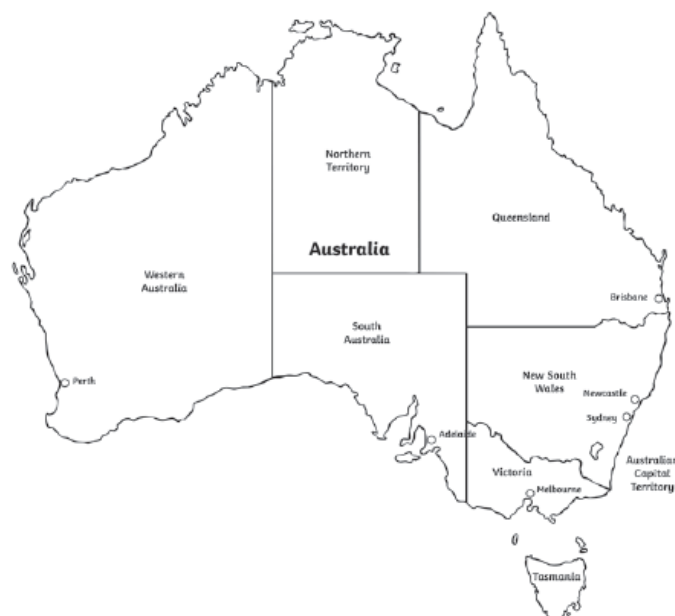 Northern
Territory
Queensland
Australia
Western
Australia
Brisbane
South
Australia
New South
Wales
Perth
Newcastle
Sydney
Adelaide
Australian
Capital
Territory
Victoria
Melbourne
Tasmania